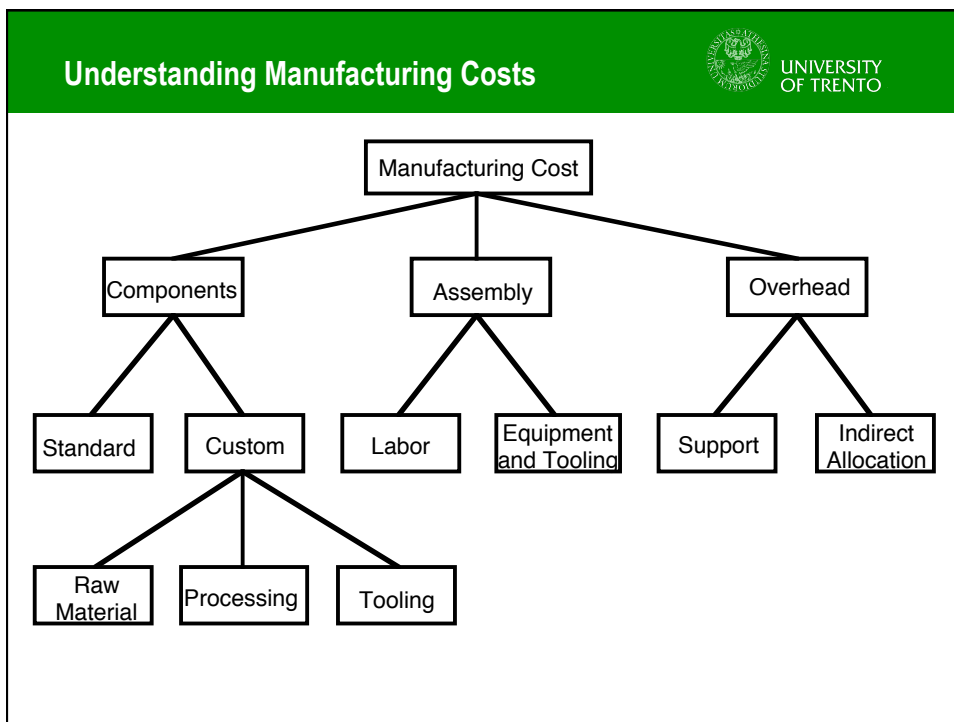 Understanding Manufacturing Costs
UNIVERSITY
OF TRENTO
Manufacturing Cost
Components
Assembly
Overhead
Standard
Custom
Labor
Equipment
and Tooling
Support
Indirect
Allocation
Raw
Material
Processing
Tooling